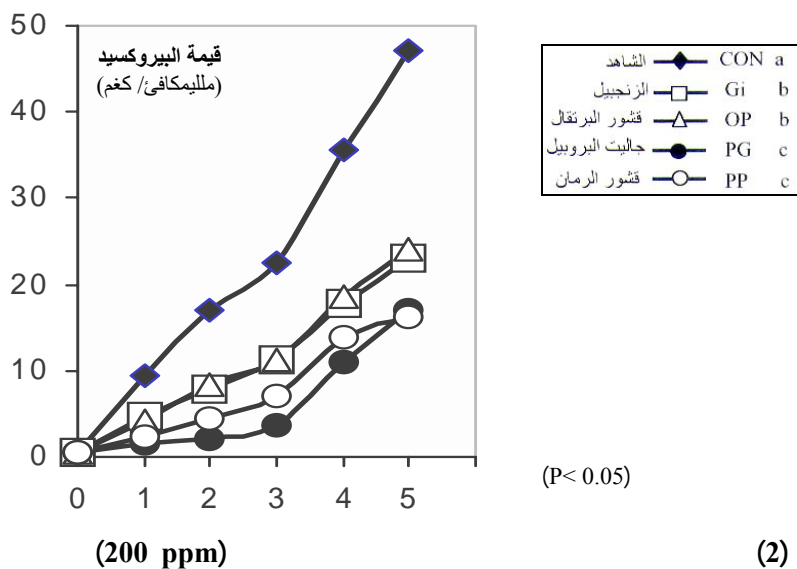 50
40
30
20
10
0
قيمة البيروكسيد
(ملليمكافئ/ كغم)
0 1 2 3 4 5
الشاهد CON a
الزنجبيل Gi b
قشور البرتقال OP b
جاليت البروبيل PG c
قشور الرمان PP c
(P< 0.05)
(200 ppm) (2)